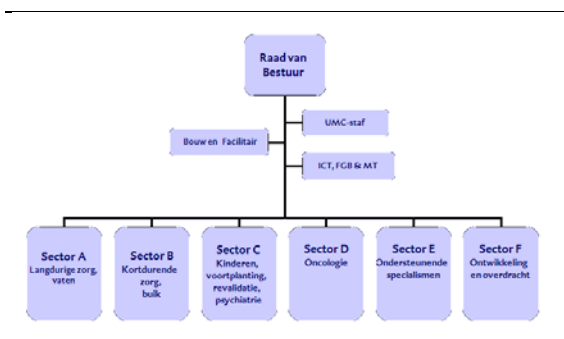 Raad van
Bestuur
UMC-staf
Bouw en Facilitair
ICT, FGB & MT
Sector A
Langdurige zorg,
vaten
Sector B
Kortdurende
zorg,
buik
Sector C
Kinderen,
voortplanting,
revalidatie,
psychiatrie
Sector D
Oncologie
Sector E
Ondersteunende
specialismen
Sector F
Ontwikkeling
en overdracht